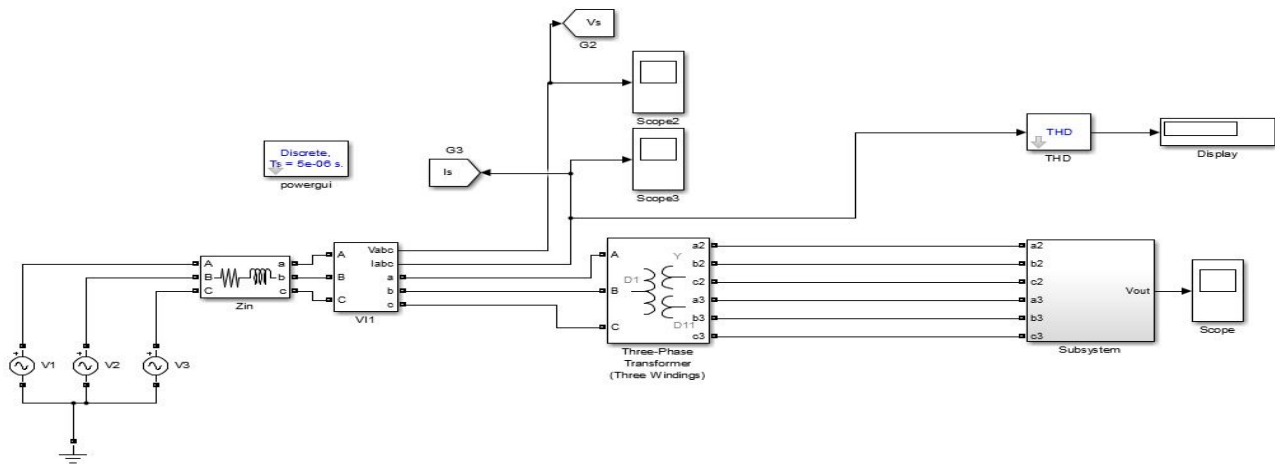 Vs
G2
Scope2
G3
Is
Scope3
Discrete,
Ts = 5e-06 s.
powergui
THD
THD
Display
A
B
C
a
b
c
Zin
A
B
C
Vabc
Iabc
a
b
c
VI1
A
B
C
D1
Y
D11
a2
b2
c2
a3
b3
c3
Three-Phase
Transformer
(Three Windings)
a2
b2
c2
a3
b3
c3
Vout
Subsystem
Scope
+
V1
+
V2
+
V3